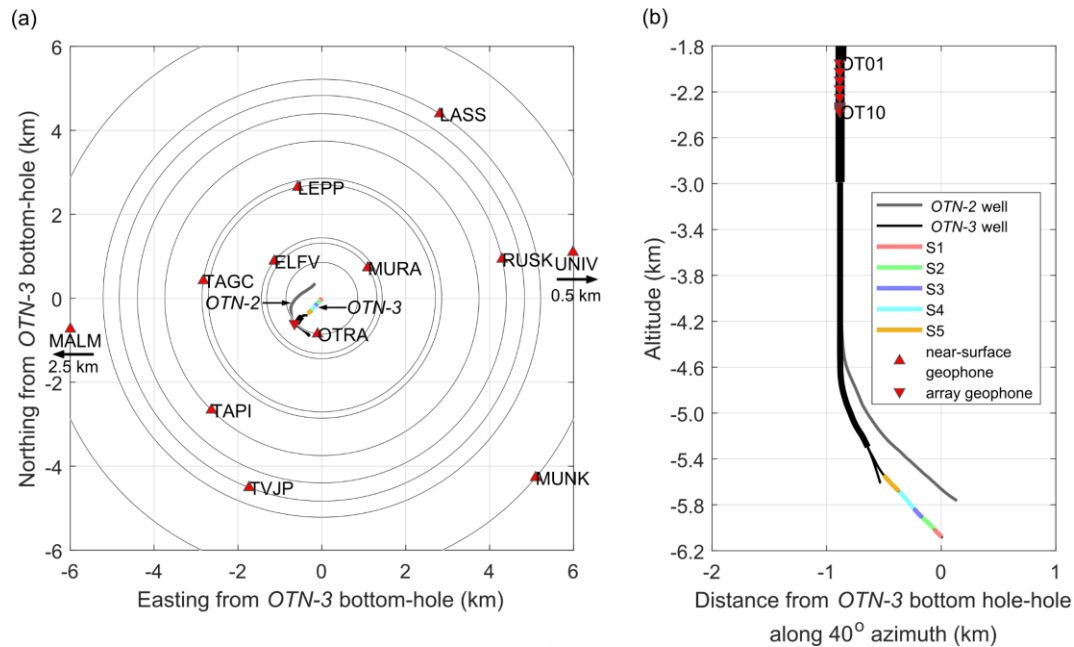 (a)
6
4
2
0
-2
-4
-6
Northing from OTN-3 bottom-hole (km)
LASS
LEPP
ELFV
MURA
RUSK
UNIV
0.5 km
TAGC
OTN-2
OTN-3
MALM
2.5 km
OTRA
TAPI
TVJP
MUNK
-6 -4 -2 0 2 4 6
Easting from OTN-3 bottom-hole (km)
(b)
-1.8
-2.2
-2.6
-3.0
-3.4
-3.8
-4.2
-4.6
-5.0
-5.4
-5.8
-6.2
Altitude (km)
OT01
OT10
OTN-2 well
OTN-3 well
S1
S2
S3
S4
S5
near-surface
geophone
array geophone
-2 -1 0 1
Distance from OTN-3 bottom hole-hole
along 40° azimuth (km)